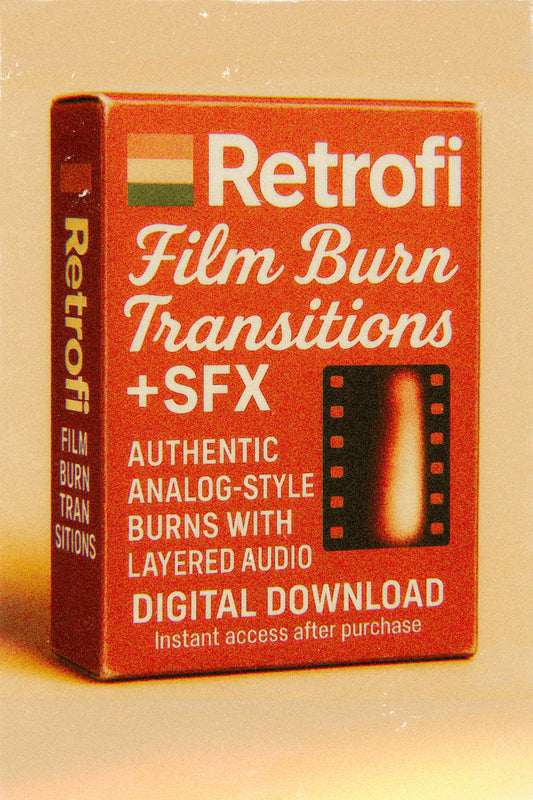 Retrofi
Film Burn
Transitions
+SFX
AUTHENTIC
ANALOG-STYLE
BURNS WITH
LAYERED AUDIO
DIGITAL DOWNLOAD
Instant access after purchase
Retrofi
FILM
BURN
TRAN
SITIONS